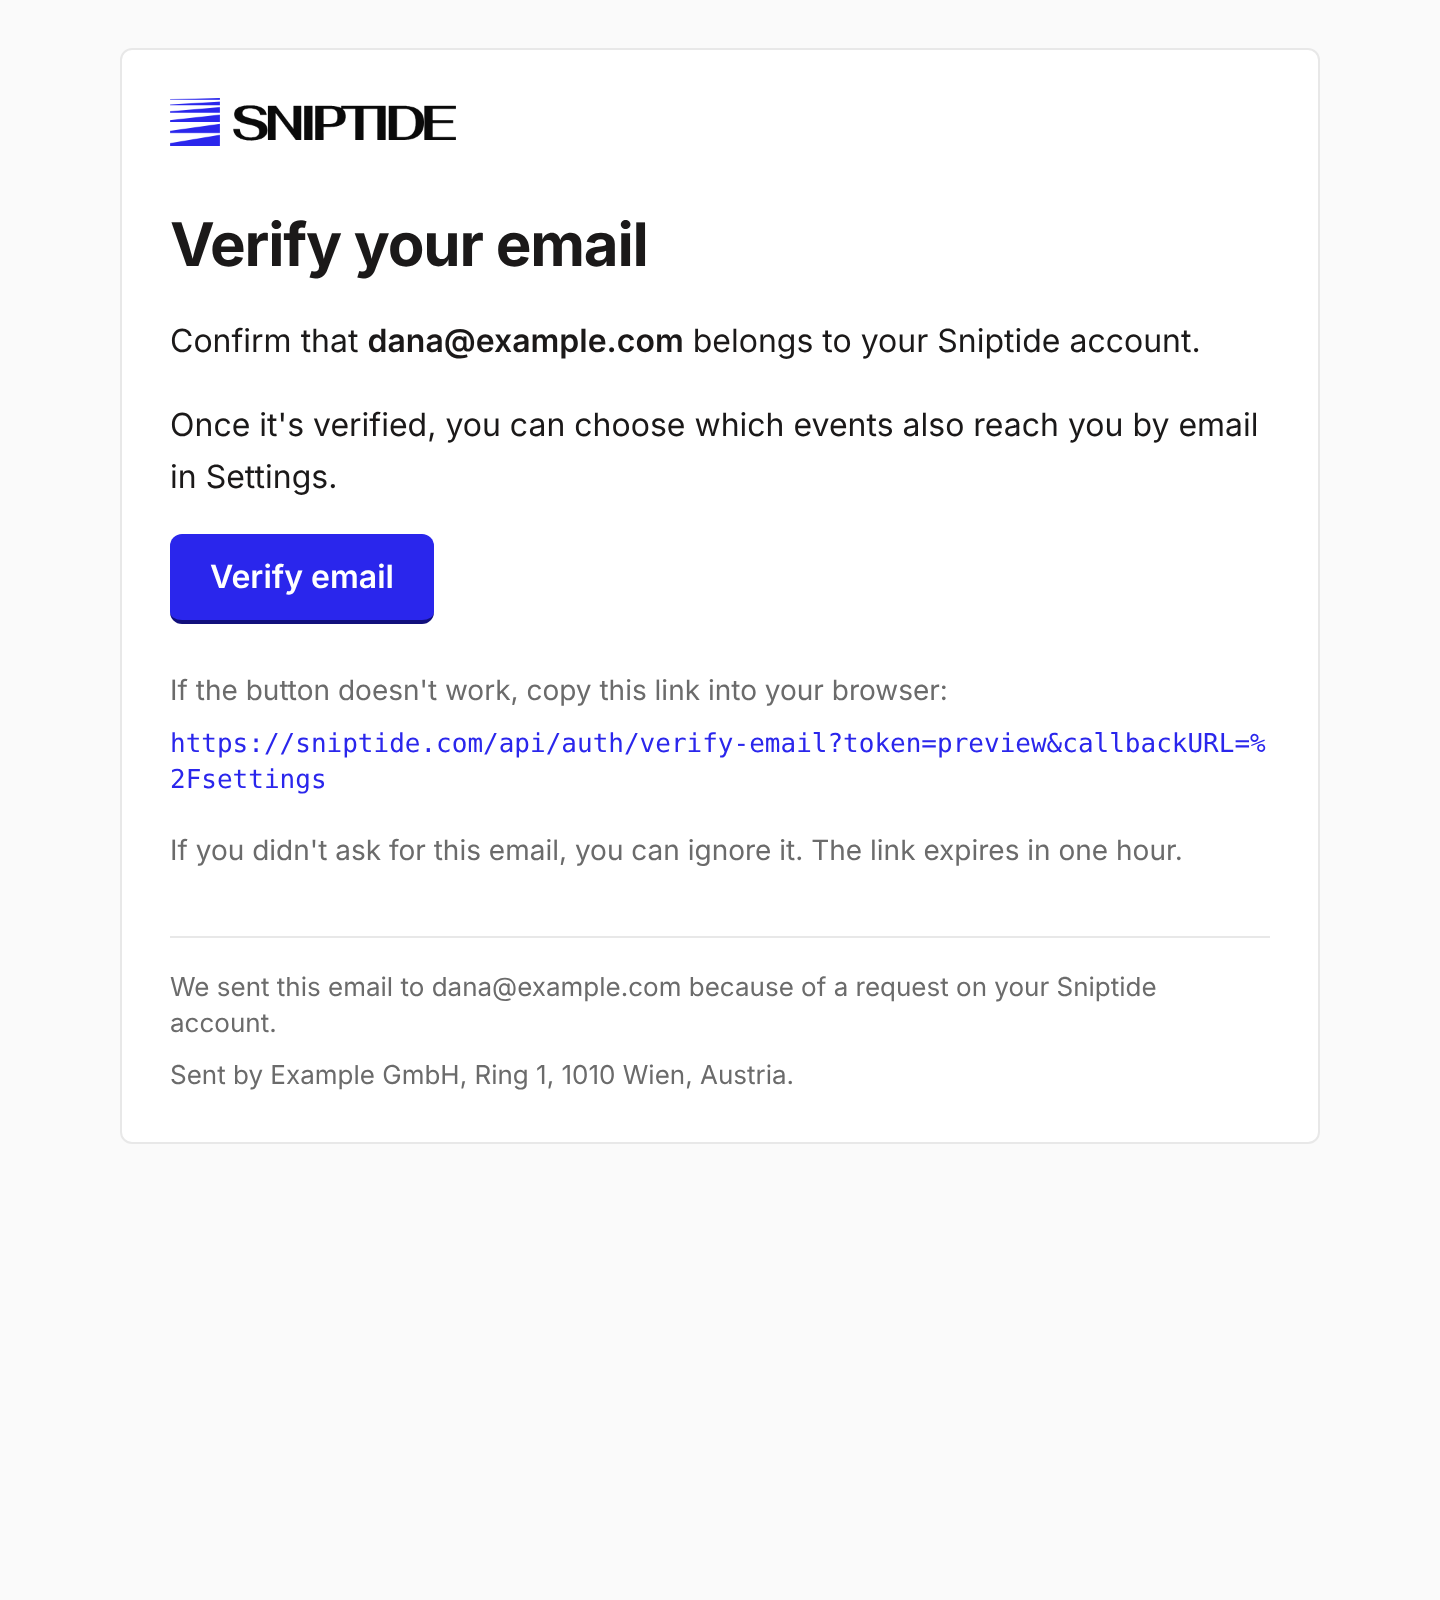 SNIPTIDE
Verify your email
Confirm that dana@example.com belongs to your Sniptide account.
Once it's verified, you can choose which events also reach you by email
in Settings.
Verify email
If the button doesn't work, copy this link into your browser:
https://sniptide.com/api/auth/verify-email?token=preview&callbackURL=%
2Fsettings
If you didn't ask for this email, you can ignore it. The link expires in one hour.
We sent this email to dana@example.com because of a request on your Sniptide
account.
Sent by Example GmbH, Ring 1, 1010 Wien, Austria.